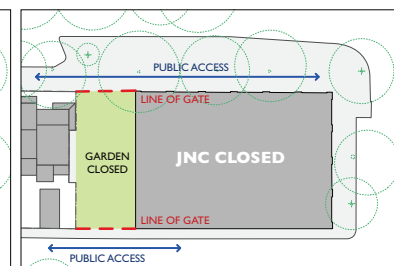 PUBLIC ACCESS
LINE OF GATE
GARDEN
CLOSED
JNC CLOSED
LINE OF GATE
PUBLIC ACCESS